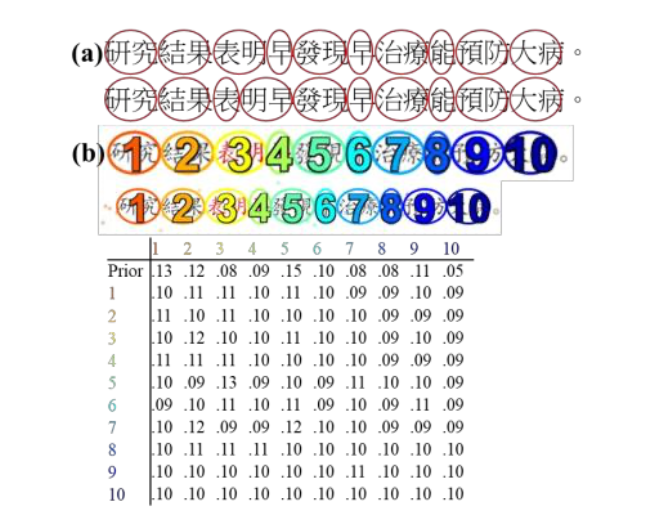 (a)研究結果表明早發現早治療能預防大病。
研究結果表明早發現早治療能預防大病。
(b) 1 2 3 4 5 6 7 8 9 10
1 2 3 4 5 6 7 8 9 10
1 2 3 4 5 6 7 8 9 10
Prior .13 .12 .08 .09 .15 .10 .08 .08 .11 .05
1 .10 .11 .11 .10 .11 .10 .09 .09 .10 .09
2 .11 .10 .11 .10 .10 .10 .10 .09 .09 .09
3 .10 .12 .10 .10 .11 .10 .10 .09 .10 .09
4 .11 .11 .11 .10 .10 .10 .10 .09 .09 .09
5 .10 .09 .13 .09 .10 .09 .11 .10 .10 .09
6 .09 .10 .11 .10 .11 .09 .10 .09 .11 .09
7 .10 .12 .09 .09 .12 .10 .10 .09 .09 .09
8 .10 .11 .11 .11 .10 .10 .10 .10 .10 .10
9 .10 .10 .10 .10 .10 .10 .11 .10 .10 .10
10 .10 .10 .10 .10 .10 .10 .10 .10 .10 .10